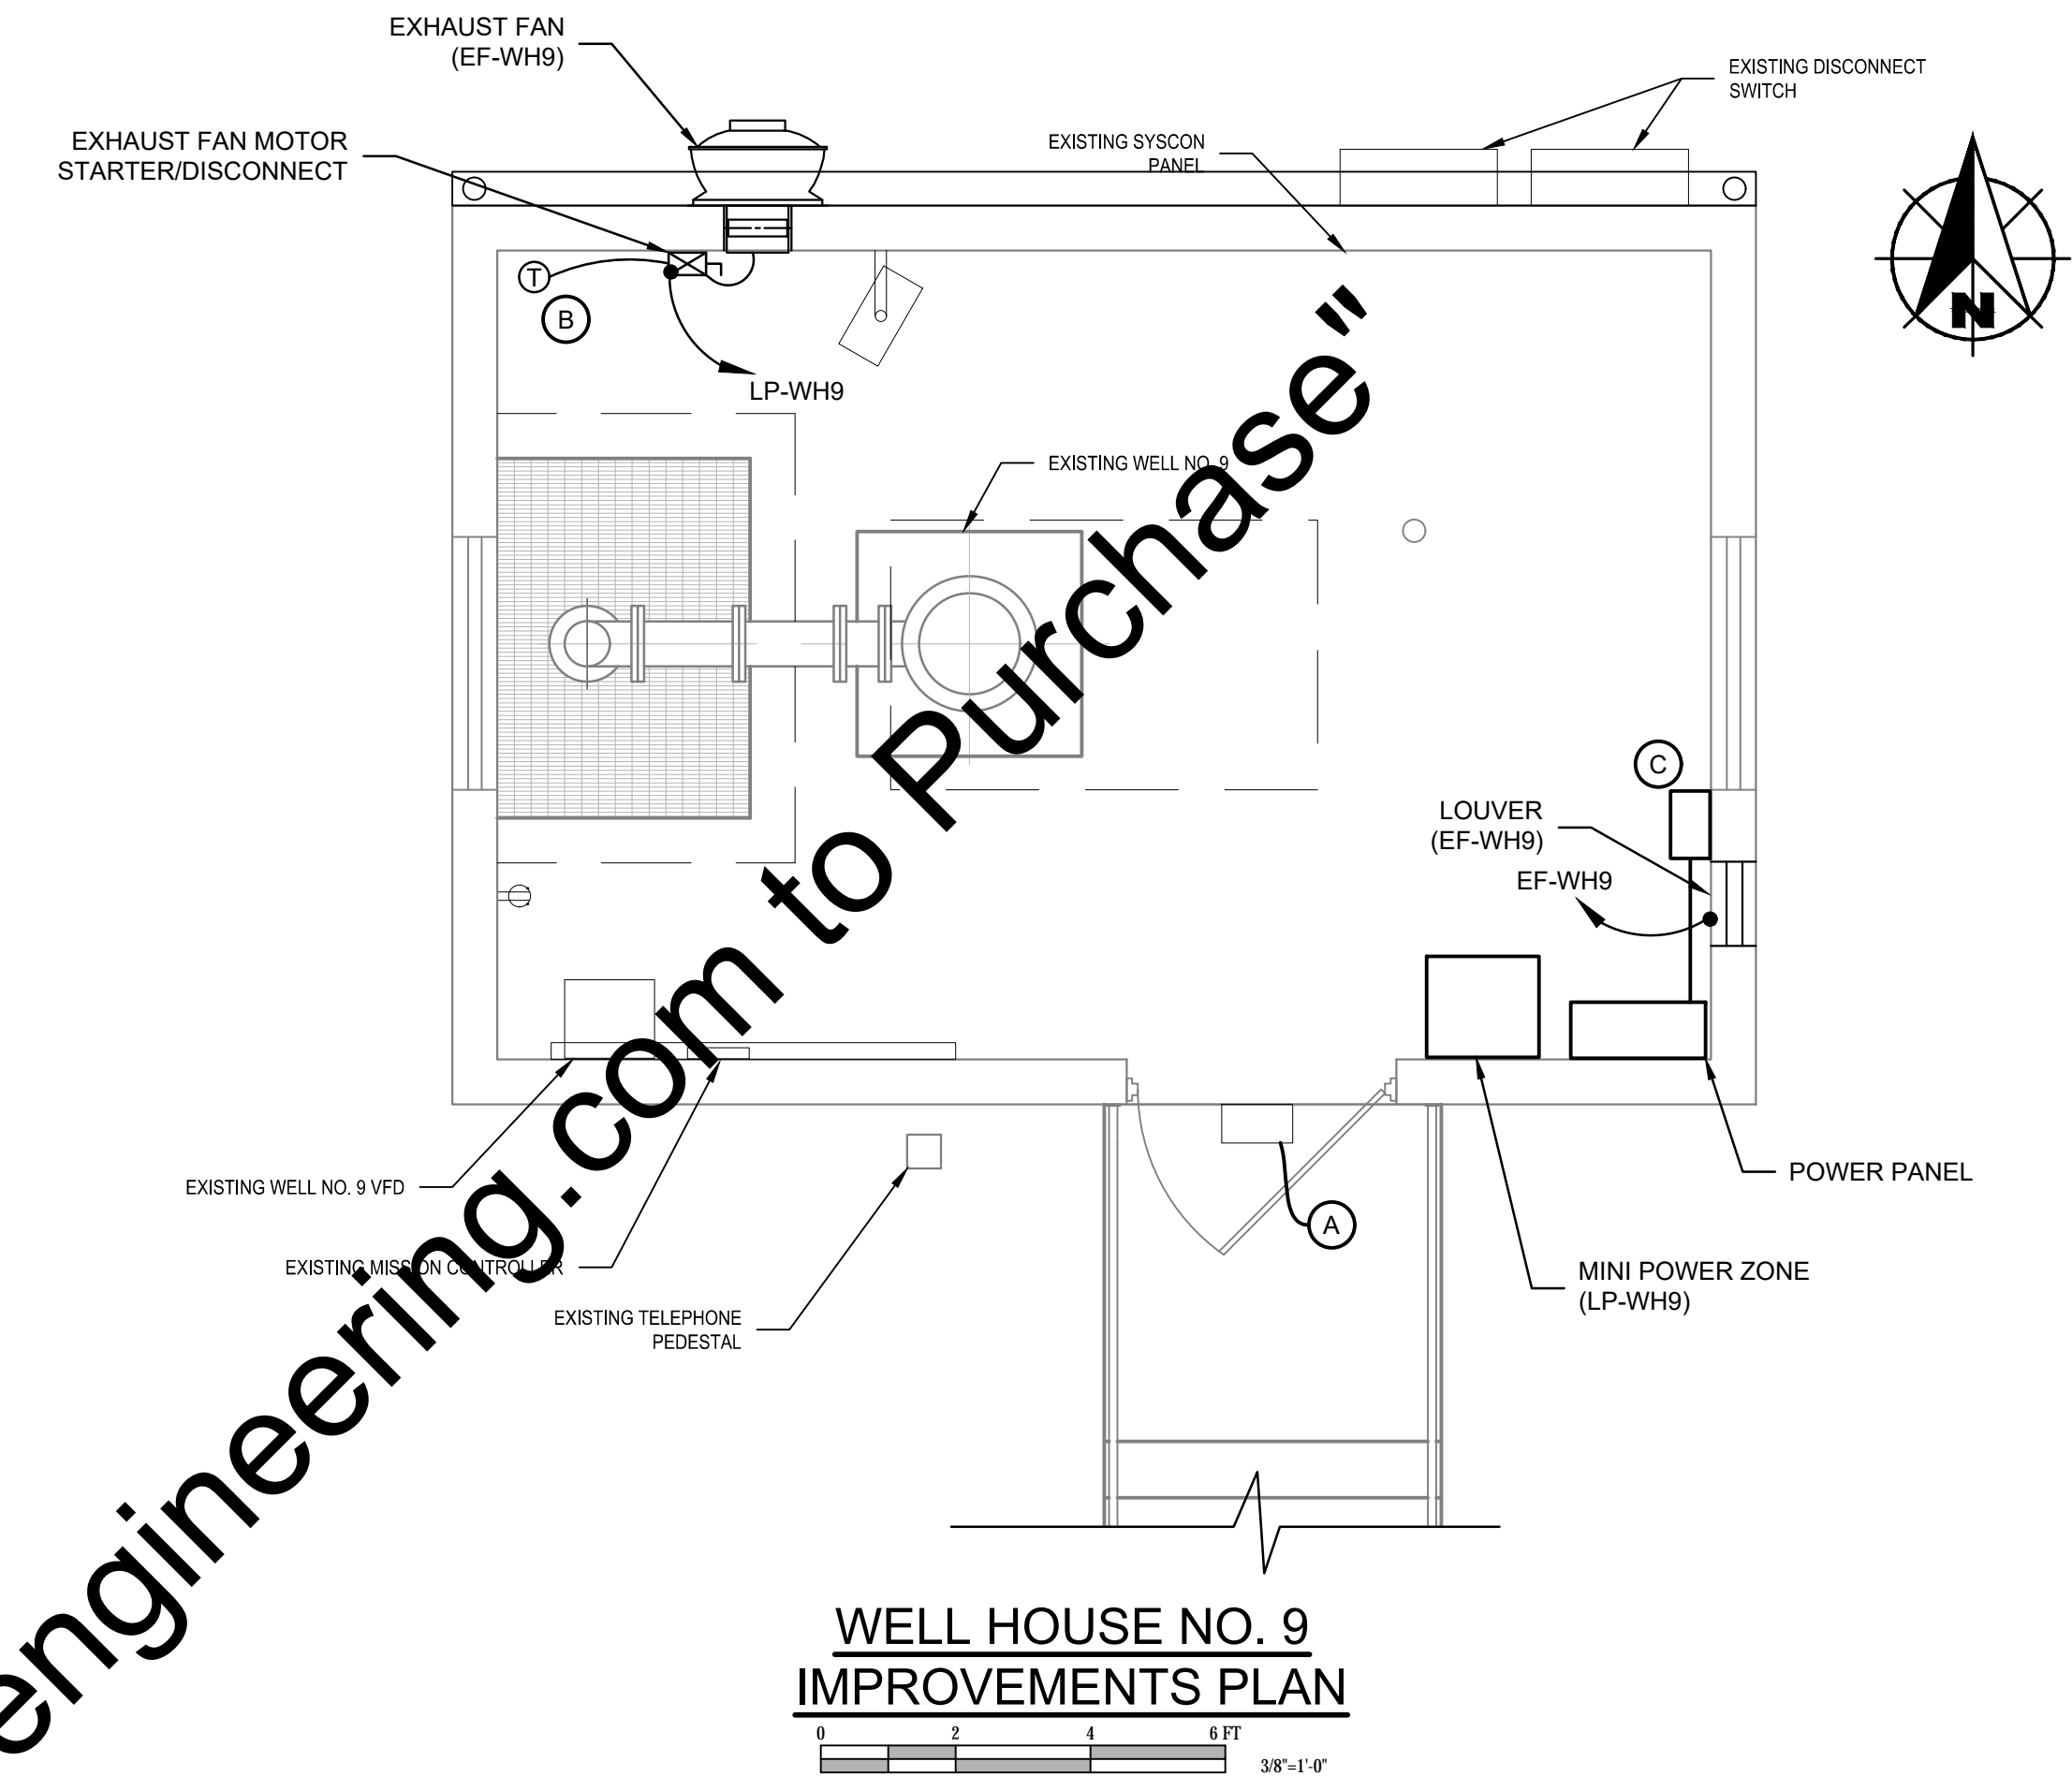 EXHAUST FAN
(EF-WH9)
EXISTING DISCONNECT
SWITCH
EXHAUST FAN MOTOR
STARTER/DISCONNECT
EXISTING SYSCON
PANEL
N
T
B
LP-WH9
EXISTING WELL NO. 9
C
LOUVER
(EF-WH9)
EF-WH9
engineering.com to Purchase"
EXISTING WELL NO. 9 VFD
POWER PANEL
A
EXISTING MISSION CONTROLLER
MINI POWER ZONE
(LP-WH9)
EXISTING TELEPHONE
PEDESTAL
WELL HOUSE NO. 9
IMPROVEMENTS PLAN
0 2 4 6 FT
3/8"=1'-0"